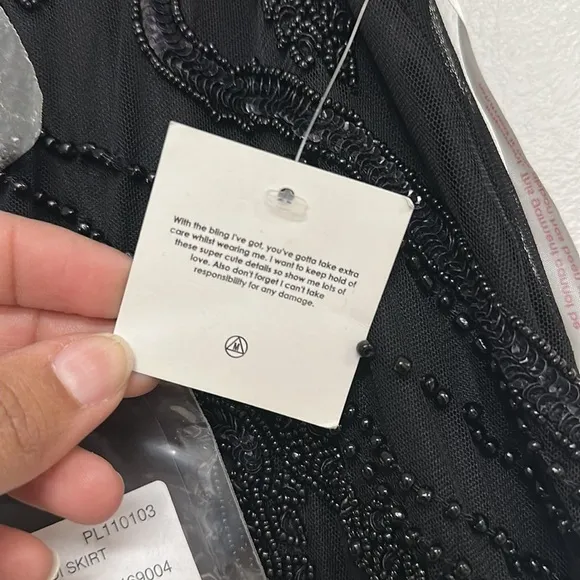 With the bling I've got, you've gotta take extra
care whilst wearing me. I want to keep hold of
these super cute details so show me lots of
love. Also don't forget I can't take
responsibility for any damage.
M
PL110103
SKIRT
69004